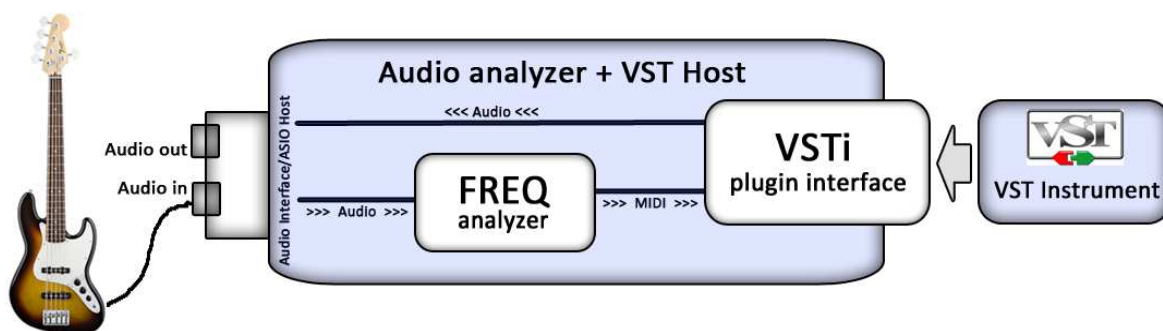 Audio analyzer + VST Host
Audio Interface/ASIO Host
Audio out
Audio in
<<< Audio <<<
>>> Audio >>>
FREQ
analyzer
>>> MIDI >>>
VSTi
plugin interface
VST
VST Instrument